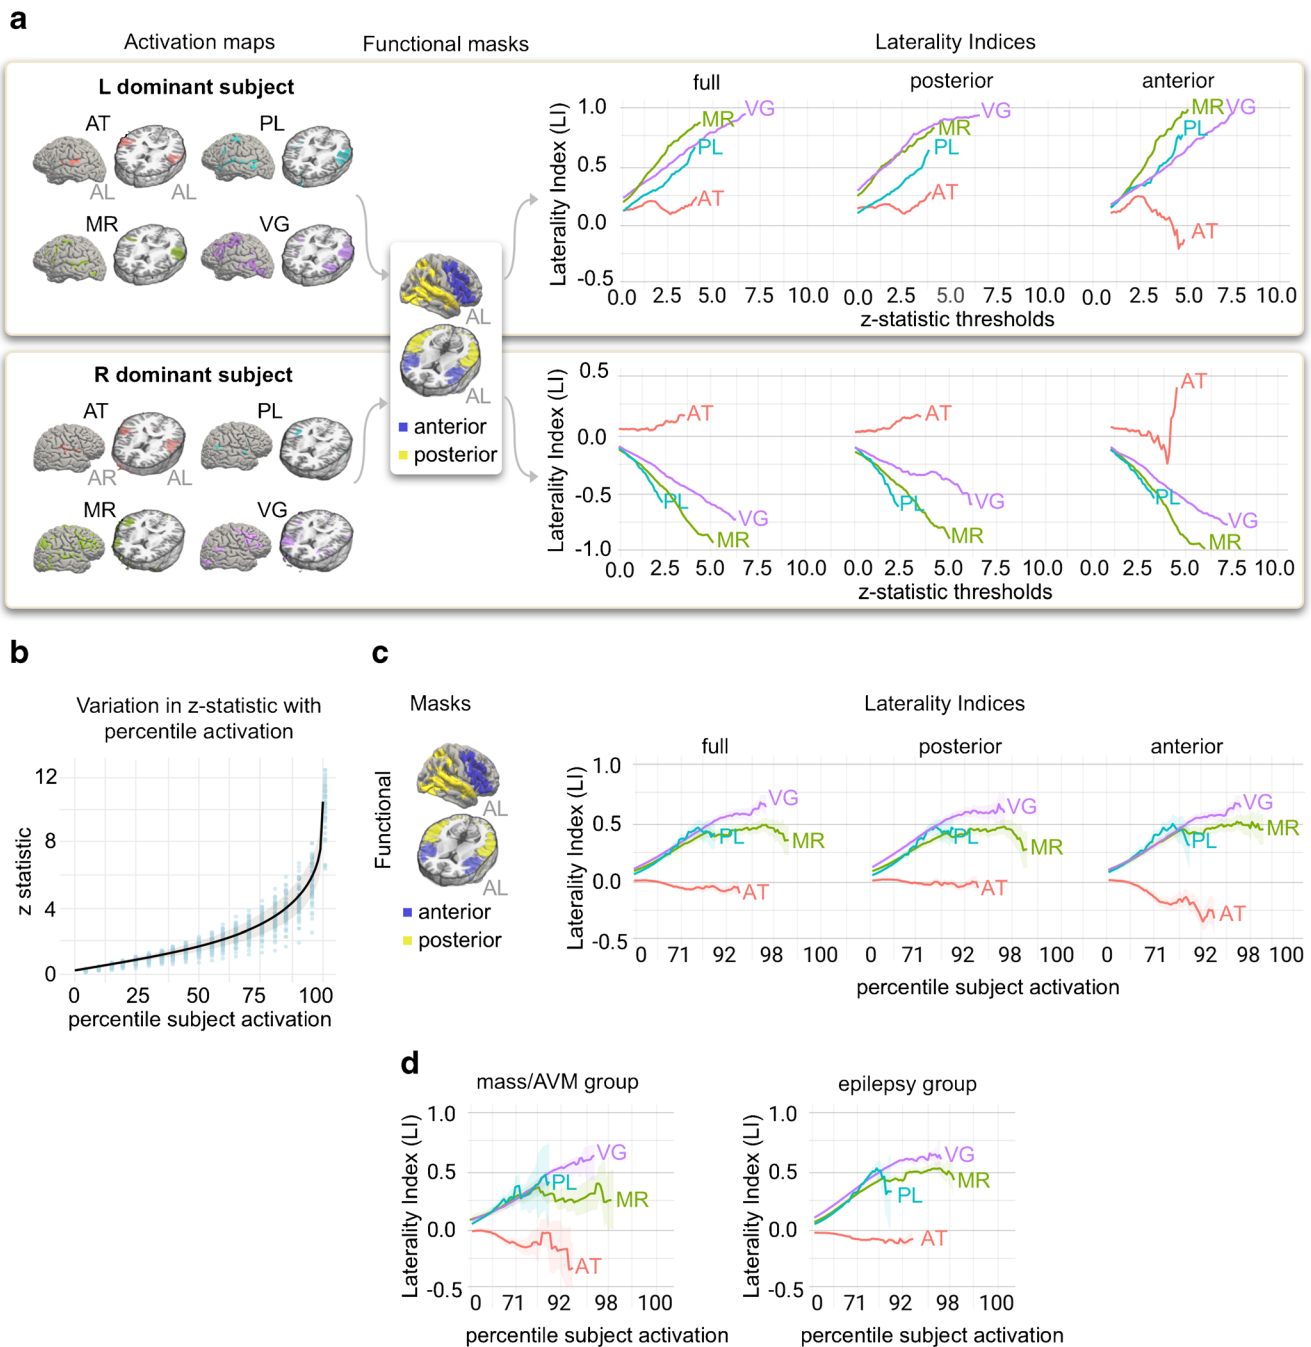 a
Activation maps
Functional masks
Laterality Indices
L dominant subject
AT
PL
AL
AL
MR
VG
full
posterior
anterior
Laterality Index (LI)
1.0
0.5
0.0
-0.5
MR
VG
PL
AT
VG
MR
PL
AT
MR
VG
PL
AT
0.0 2.5 5.0 7.5 10.0
0.0 2.5 5.0 7.5 10.0
0.0 2.5 5.0 7.5 10.0
z-statistic thresholds
AL
AL
anterior
posterior
R dominant subject
AT
PL
AR
AL
MR
VG
Laterality Index (LI)
0.5
0.0
-0.5
-1.0
AT
PL
VG
MR
AT
PL
VG
MR
AT
PL
VG
MR
0.0 2.5 5.0 7.5 10.0
0.0 2.5 5.0 7.5 10.0
0.0 2.5 5.0 7.5 10.0
z-statistic thresholds
b
Variation in z-statistic with
percentile activation
z statistic
12
8
4
0
0 25 50 75 100
percentile subject activation
c
Masks
Laterality Indices
Functional
AL
AL
anterior
posterior
full
posterior
anterior
Laterality Index (LI)
1.0
0.5
0.0
-0.5
VG
PL
MR
AT
VG
PL
MR
AT
VG
MR
PL
AT
0 71 92 98 100
0 71 92 98 100
0 71 92 98 100
percentile subject activation
d
mass/AVM group
Laterality Index (LI)
1.0
0.5
0.0
-0.5
VG
PL
MR
AT
0 71 92 98 100
percentile subject activation
epilepsy group
Laterality Index (LI)
1.0
0.5
0.0
-0.5
VG
MR
PL
AT
0 71 92 98 100
percentile subject activation